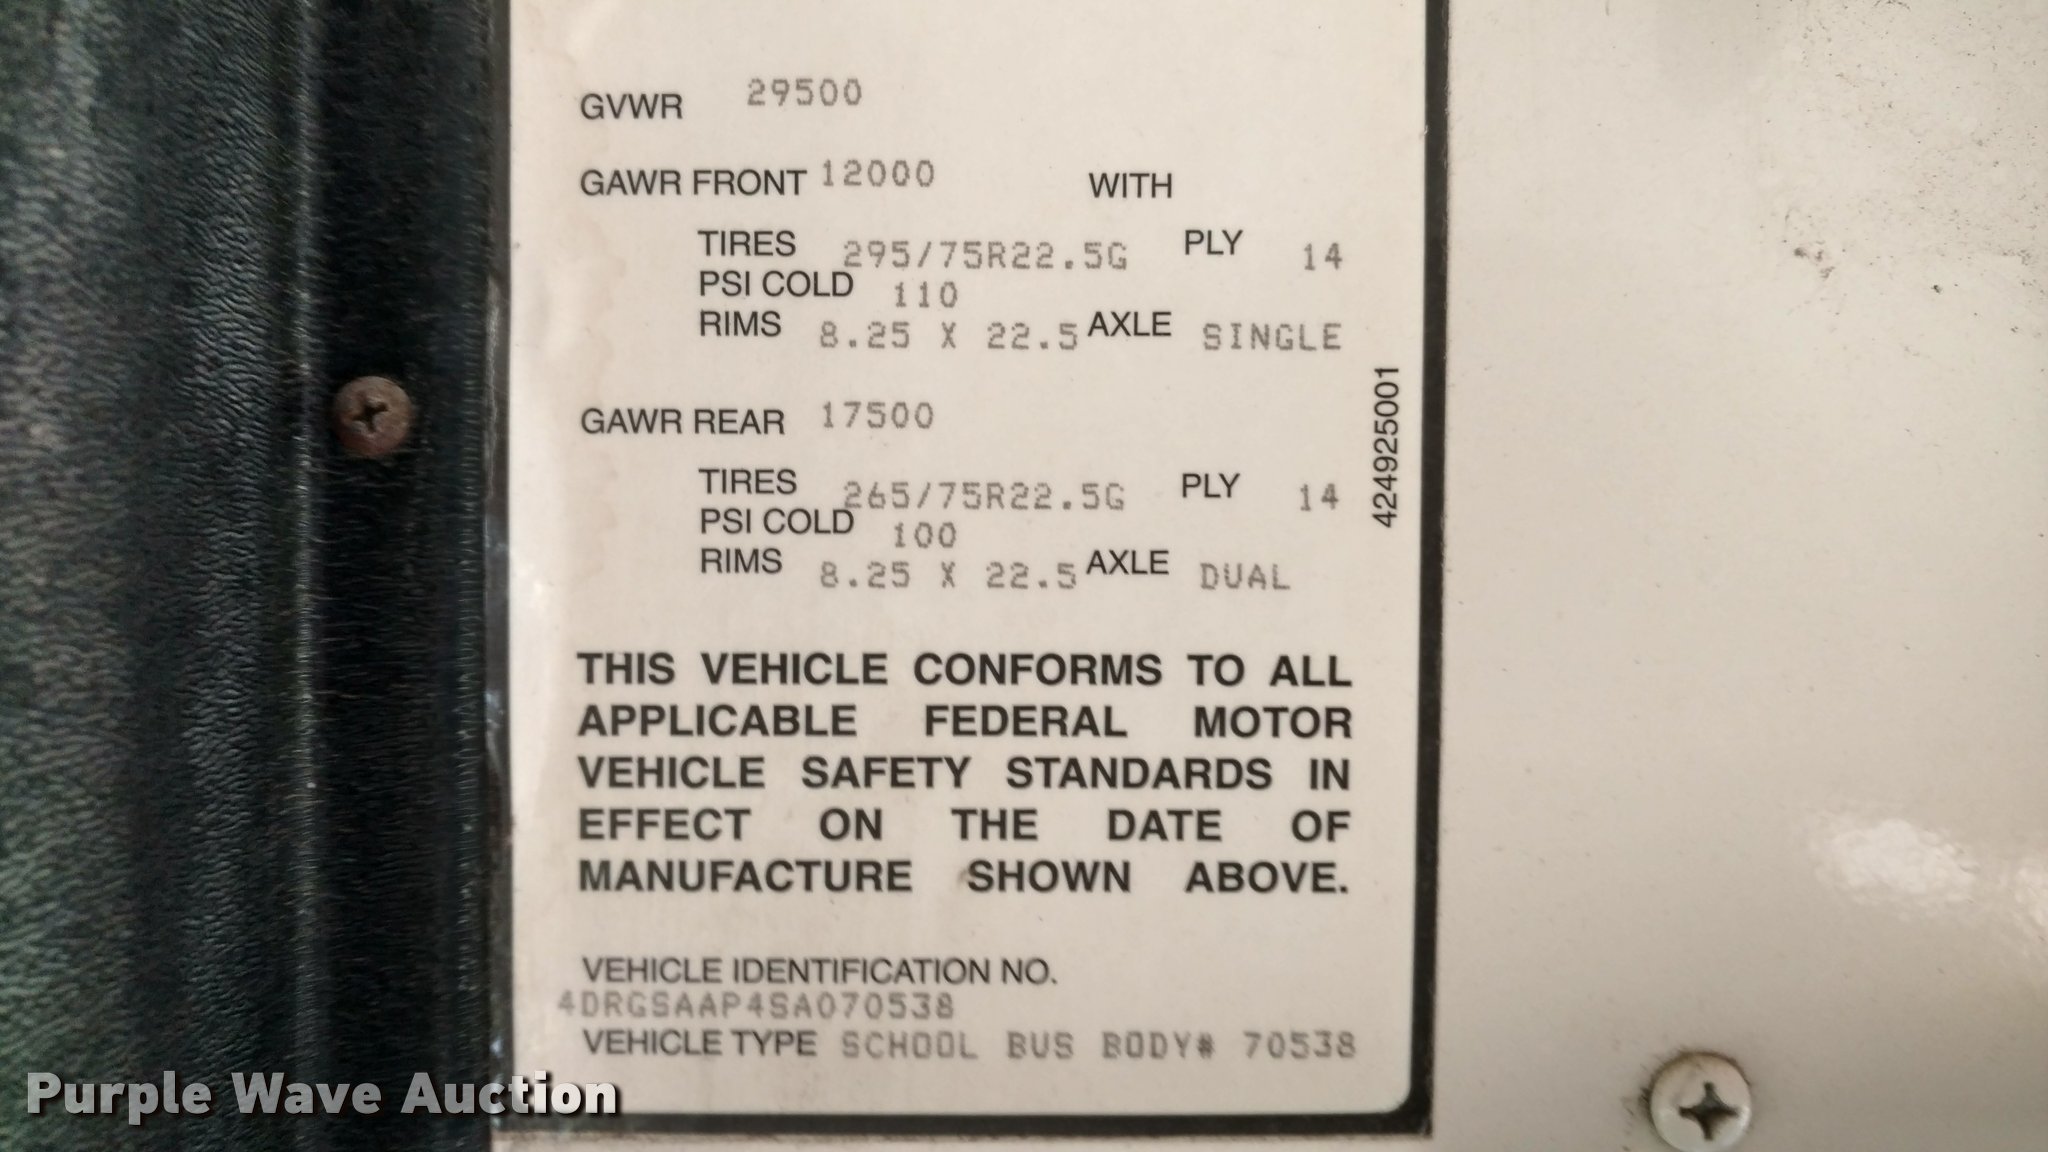 GVWR 29500
GAWR FRONT 12000 WITH
TIRES 295/75R22.5G PLY 14
PSI COLD 110
RIMS 8.25 X 22.5 AXLE SINGLE
GAWR REAR 17500
TIRES 265/75R22.5G PLY 14
PSI COLD 100
RIMS 8.25 X 22.5 AXLE DUAL
424925001
THIS VEHICLE CONFORMS TO ALL
APPLICABLE FEDERAL MOTOR
VEHICLE SAFETY STANDARDS IN
EFFECT ON THE DATE OF
MANUFACTURE SHOWN ABOVE.
VEHICLE IDENTIFICATION NO.
4DRGSAAP4SA070538
VEHICLE TYPE SCHOOL BUS BODY# 70538
Purple Wave Auction